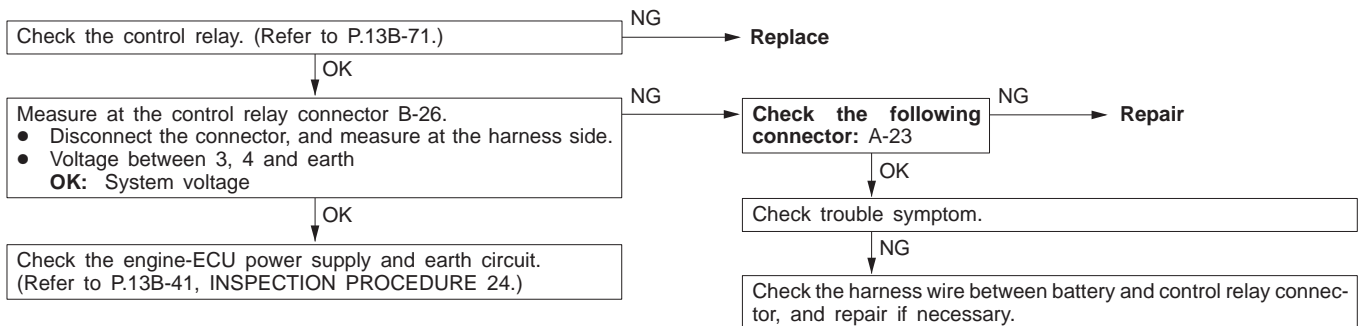 Check the control relay. (Refer to P.13B-71.)
NG
Replace
OK
Measure at the control relay connector B-26.
● Disconnect the connector, and measure at the harness side.
● Voltage between 3, 4 and earth
OK: System voltage
NG
Check the following
connector: A-23
NG
Repair
OK
Check trouble symptom.
NG
Check the harness wire between battery and control relay connec-
tor, and repair if necessary.
OK
Check the engine-ECU power supply and earth circuit.
(Refer to P.13B-41, INSPECTION PROCEDURE 24.)